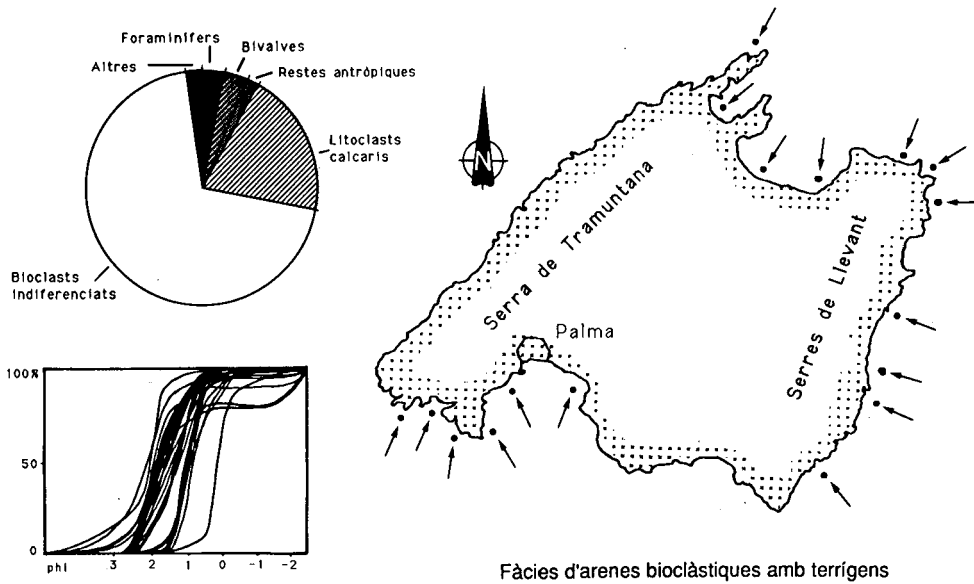 Foraminifers
Bivalves
Altres
Restes antròpiques
Litoclasts
calcaris
Bioclasts
indiferenciats
N
Serra de Tramuntana
Palma
Serres de Llevant
100%
50
0
phi 3 2 1 0 -1 -2
Fàcies d'arenes bioclàstiques amb terrígens